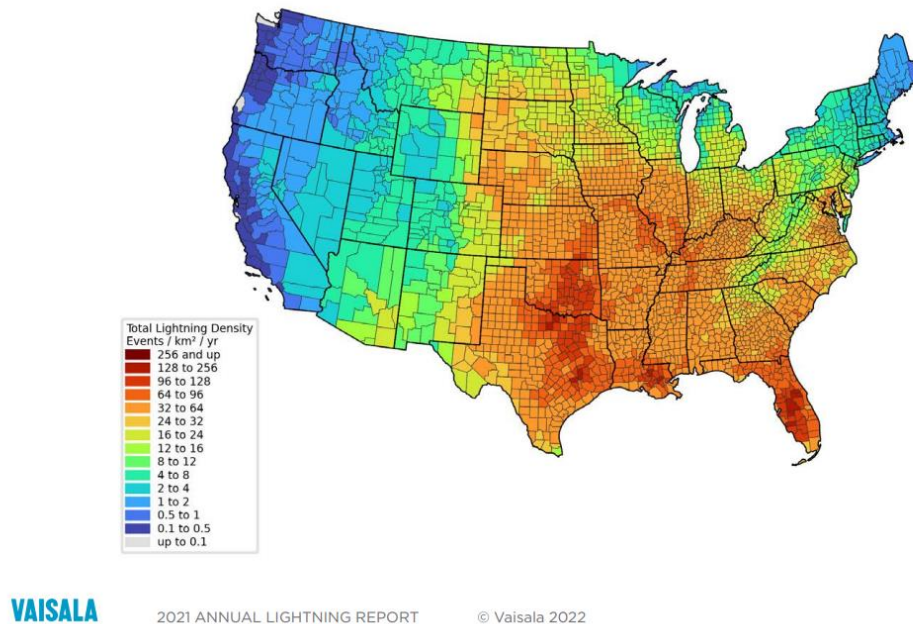 Total Lightning Density
Events / km² / yr
256 and up
128 to 256
96 to 128
64 to 96
32 to 64
24 to 32
16 to 24
12 to 16
8 to 12
4 to 8
2 to 4
1 to 2
0.5 to 1
0.1 to 0.5
up to 0.1
VAISALA
2021 ANNUAL LIGHTNING REPORT
© Vaisala 2022